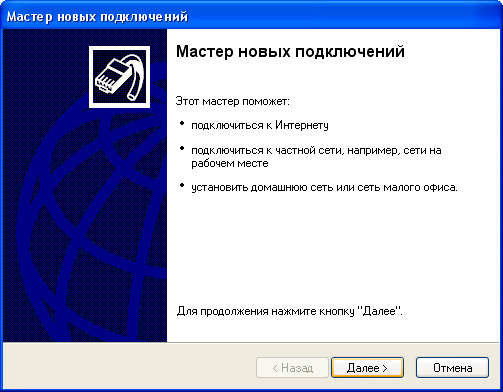 Мастер новых подключений
Мастер новых подключений
Этот мастер поможет:
• подключиться к Интернету
• подключиться к частной сети, например, сети на
рабочем месте
• установить домашнюю сеть или сеть малого офиса.
Для продолжения нажмите кнопку "Далее".
< Назад Далее > Отмена